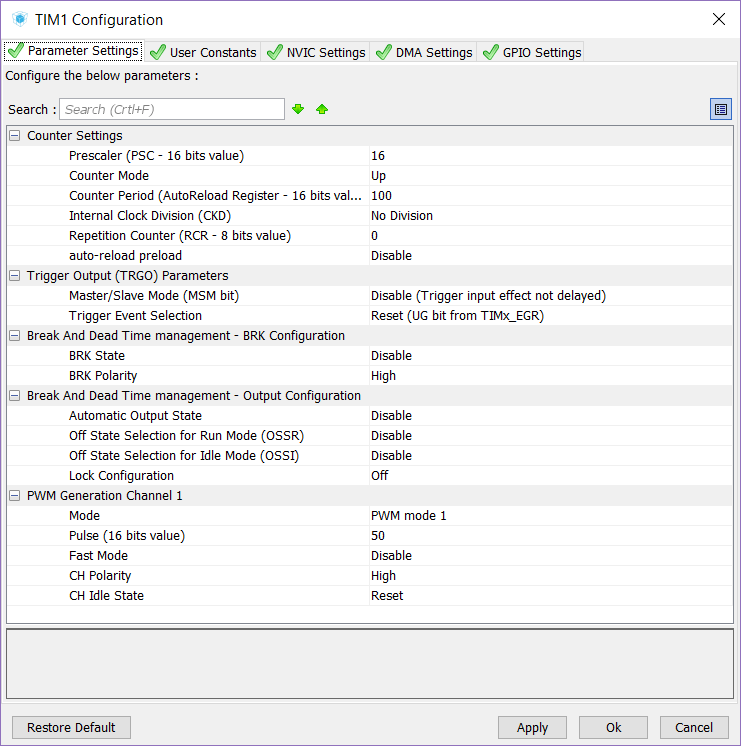 TIM1 Configuration
Parameter Settings User Constants NVIC Settings DMA Settings GPIO Settings
Configure the below parameters :
Search : Search (Crtl+F)
Counter Settings
Prescaler (PSC - 16 bits value) 16
Counter Mode Up
Counter Period (AutoReload Register - 16 bits val... 100
Internal Clock Division (CKD) No Division
Repetition Counter (RCR - 8 bits value) 0
auto-reload preload Disable
Trigger Output (TRGO) Parameters
Master/Slave Mode (MSM bit) Disable (Trigger input effect not delayed)
Trigger Event Selection Reset (UG bit from TIMx_EGR)
Break And Dead Time management - BRK Configuration
BRK State Disable
BRK Polarity High
Break And Dead Time management - Output Configuration
Automatic Output State Disable
Off State Selection for Run Mode (OSSR) Disable
Off State Selection for Idle Mode (OSSI) Disable
Lock Configuration Off
PWM Generation Channel 1
Mode PWM mode 1
Pulse (16 bits value) 50
Fast Mode Disable
CH Polarity High
CH Idle State Reset
Restore Default Apply Ok Cancel